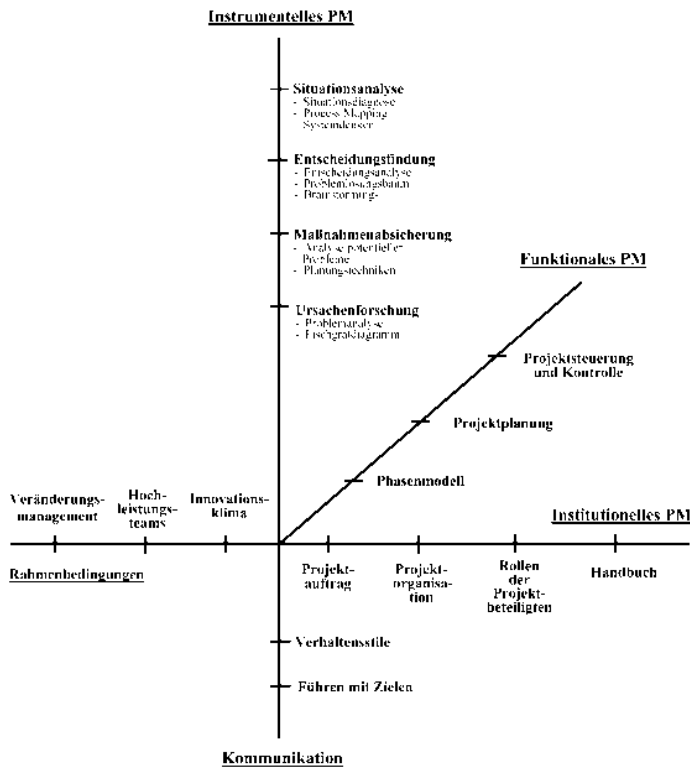 Instrumentelles PM
Situationsanalyse
- Situationsdiagnose
- Process Mapping
Systemdenken
Entscheidungsfindung
- Entscheidungsanalyse
- Problemlösungsbaum
- Brainstorming
Maßnahmenabsicherung
- Analyse potentieller
Probleme
- Planungstechniken
Funktionales PM
Ursachenforschung
- Problemanalyse
- Fischgrätdiagramm
Projektsteuerung
und Kontrolle
Projektplanung
Phasenmodell
Veränderungs-
management
Hoch-
leistungs-
teams
Innovations-
klima
Institutionelles PM
Rahmenbedingungen
Projekt-
auftrag
Projekt-
organisa-
tion
Rollen
der
Projekt-
beteiligten
Handbuch
Verhaltensstile
Führen mit Zielen
Kommunikation